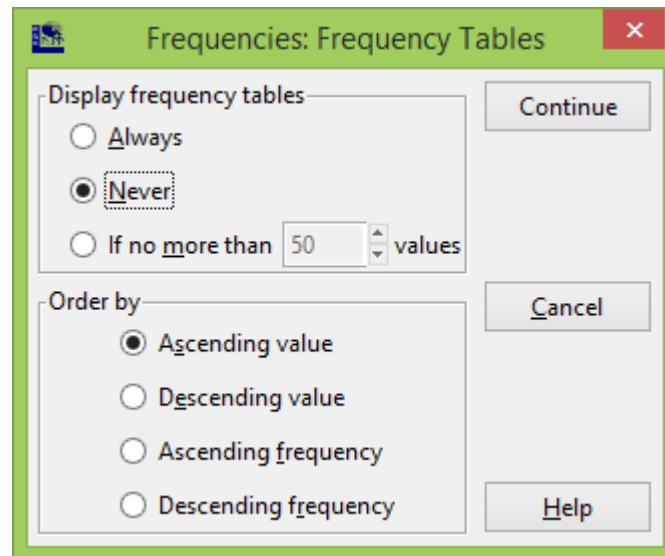 Frequencies: Frequency Tables
Display frequency tables
Always
Never
If no more than 50 values
Order by
Ascending value
Descending value
Ascending frequency
Descending frequency
Continue
Cancel
Help